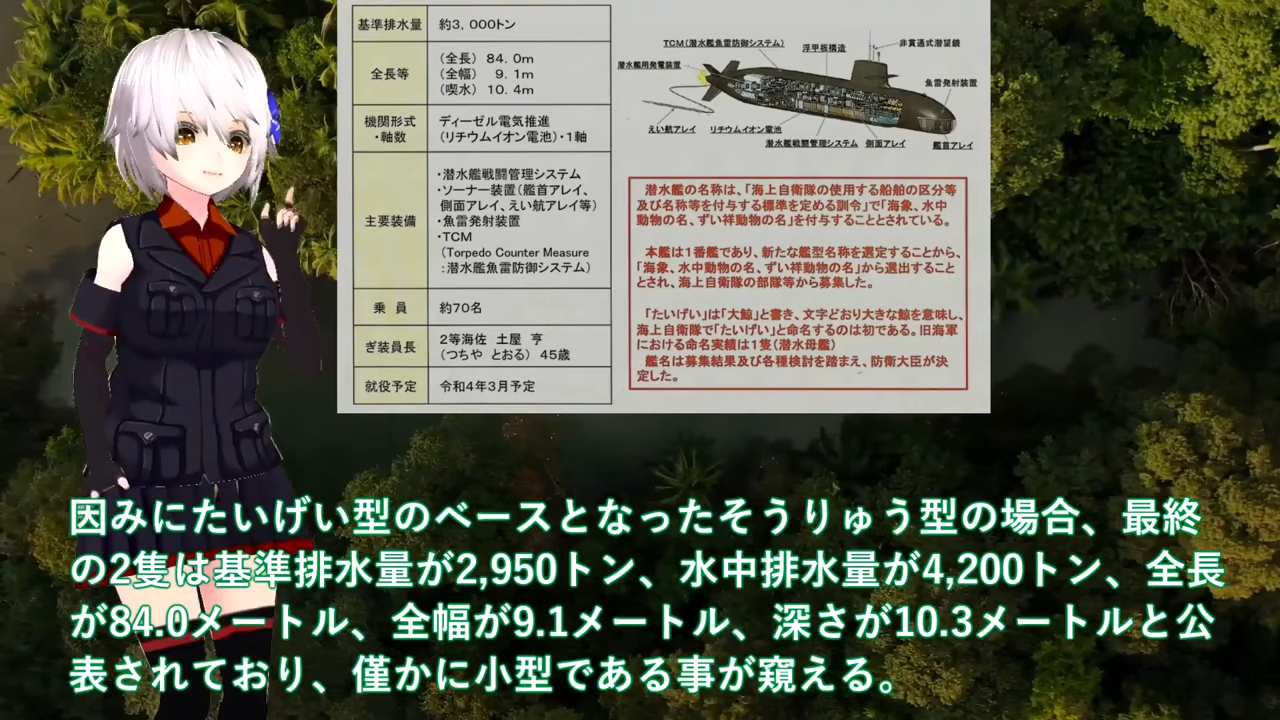 基準排水量 約3,000トン
全長等
(全長) 84.0m
(全幅) 9.1m
(喫水) 10.4m
機関形式
・軸数
ディーゼル電気推進
(リチウムイオン電池)・1軸
主要装備
・潜水艦戦闘管理システム
・ソーナー装置(艦首アレイ、
側面アレイ、えい航アレイ等)
・魚雷発射装置
・TCM
(Torpedo Counter Measure
:潜水艦魚雷防御システム)
乗 員 約70名
ぎ装員長
2等海佐 土屋 亨
(つちや とおる) 45歳
就役予定 令和4年3月予定
TCM(潜水艦魚雷防御システム)
浮甲板構造
非貫通式潜望鏡
潜水艦用発電装置
魚雷発射装置
えい航アレイ
リチウムイオン電池
潜水艦戦闘管理システム
側面アレイ
艦首アレイ
潜水艦の名称は、「海上自衛隊の使用する船舶の区分等
及び名称等を付与する標準を定める訓令」で「海象、水中
動物の名、ずい祥動物の名」を付与することとされている。
本艦は1番艦であり、新たな艦型名称を選定することから、
「海象、水中動物の名、ずい祥動物の名」から選出すること
とされ、海上自衛隊の部隊等から募集した。
「たいげい」は「大鯨」と書き、文字どおり大きな鯨を意味し、
海上自衛隊で「たいげい」と命名するのは初である。旧海軍
における命名実績は1隻(潜水母艦)
艦名は募集結果及び各種検討を踏まえ、防衛大臣が決
定した。
因みにたいげい型のベースとなったそうりゅう型の場合、最終
の2隻は基準排水量が2,950トン、水中排水量が4,200トン、全長
が84.0メートル、全幅が9.1メートル、深さが10.3メートルと公
表されており、僅かに小型である事が窺える。